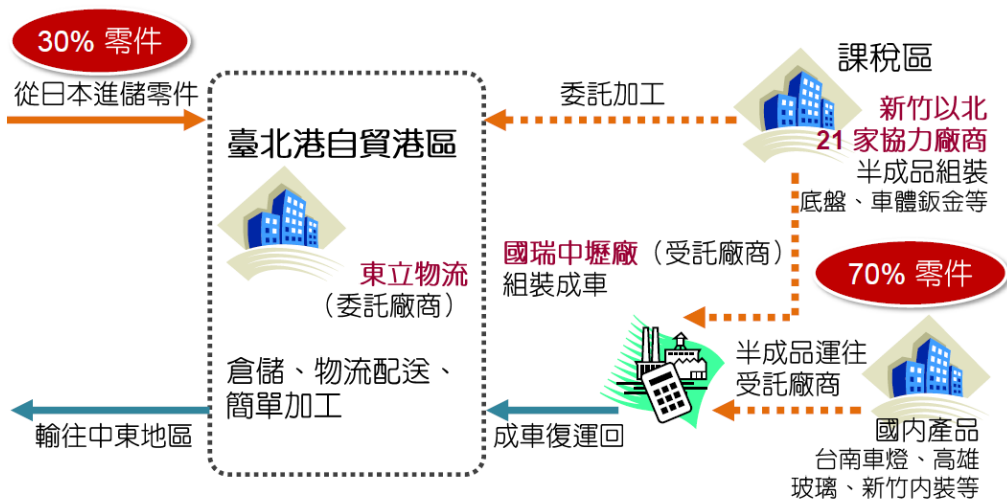 30% 零件
從日本進儲零件
臺北港自貿港區
東立物流
（委託廠商）
倉儲、物流配送、
簡單加工
輸往中東地區
委託加工
課稅區
新竹以北
21 家協力廠商
半成品組裝
底盤、車體鈑金等
國瑞中壢廠（受託廠商）
組裝成車
70% 零件
半成品運往
受託廠商
成車復運回
國內產品
台南車燈、高雄
玻璃、新竹內裝等